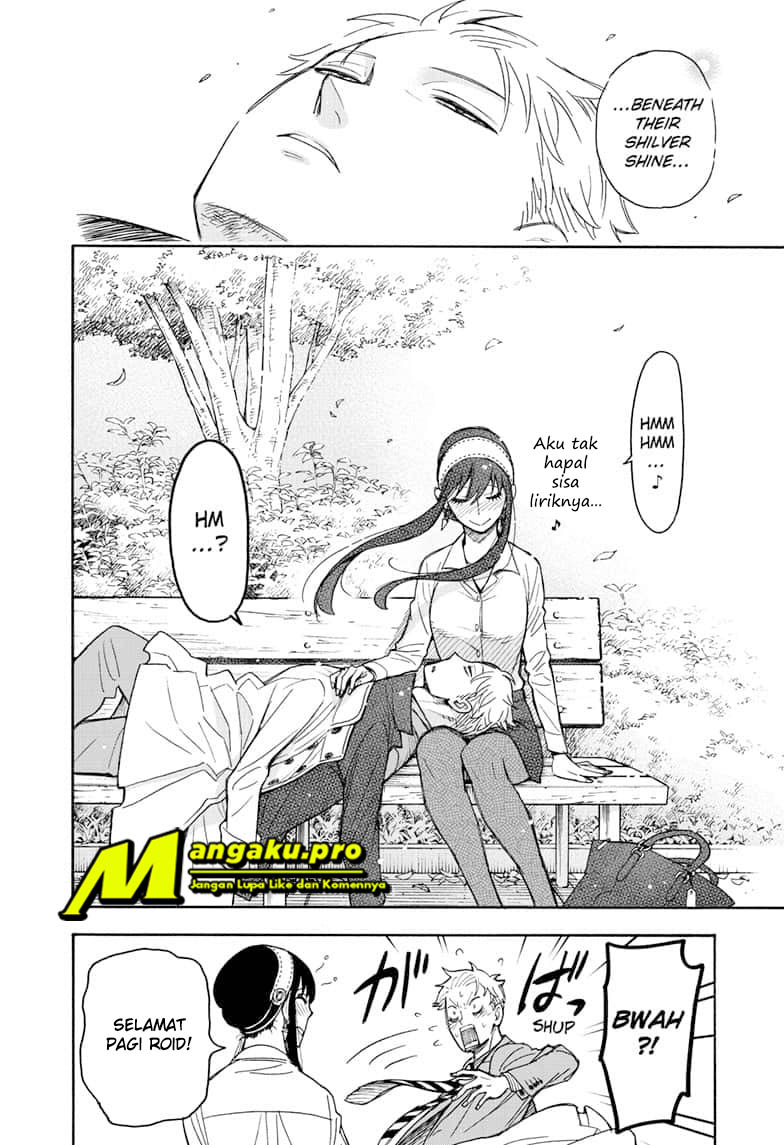 ...BENEATH
THEIR
SHILVER
SHINE...
HMM
HMM
...
♪
Aku tak
hapal
sisa
liriknya...
♪
HM
...?
Mangaku.pro
Jangan Lupa Like dan Komennya
BWAH
?!
ばっ
SHUP
ガ
SELAMAT
PAGI ROID!